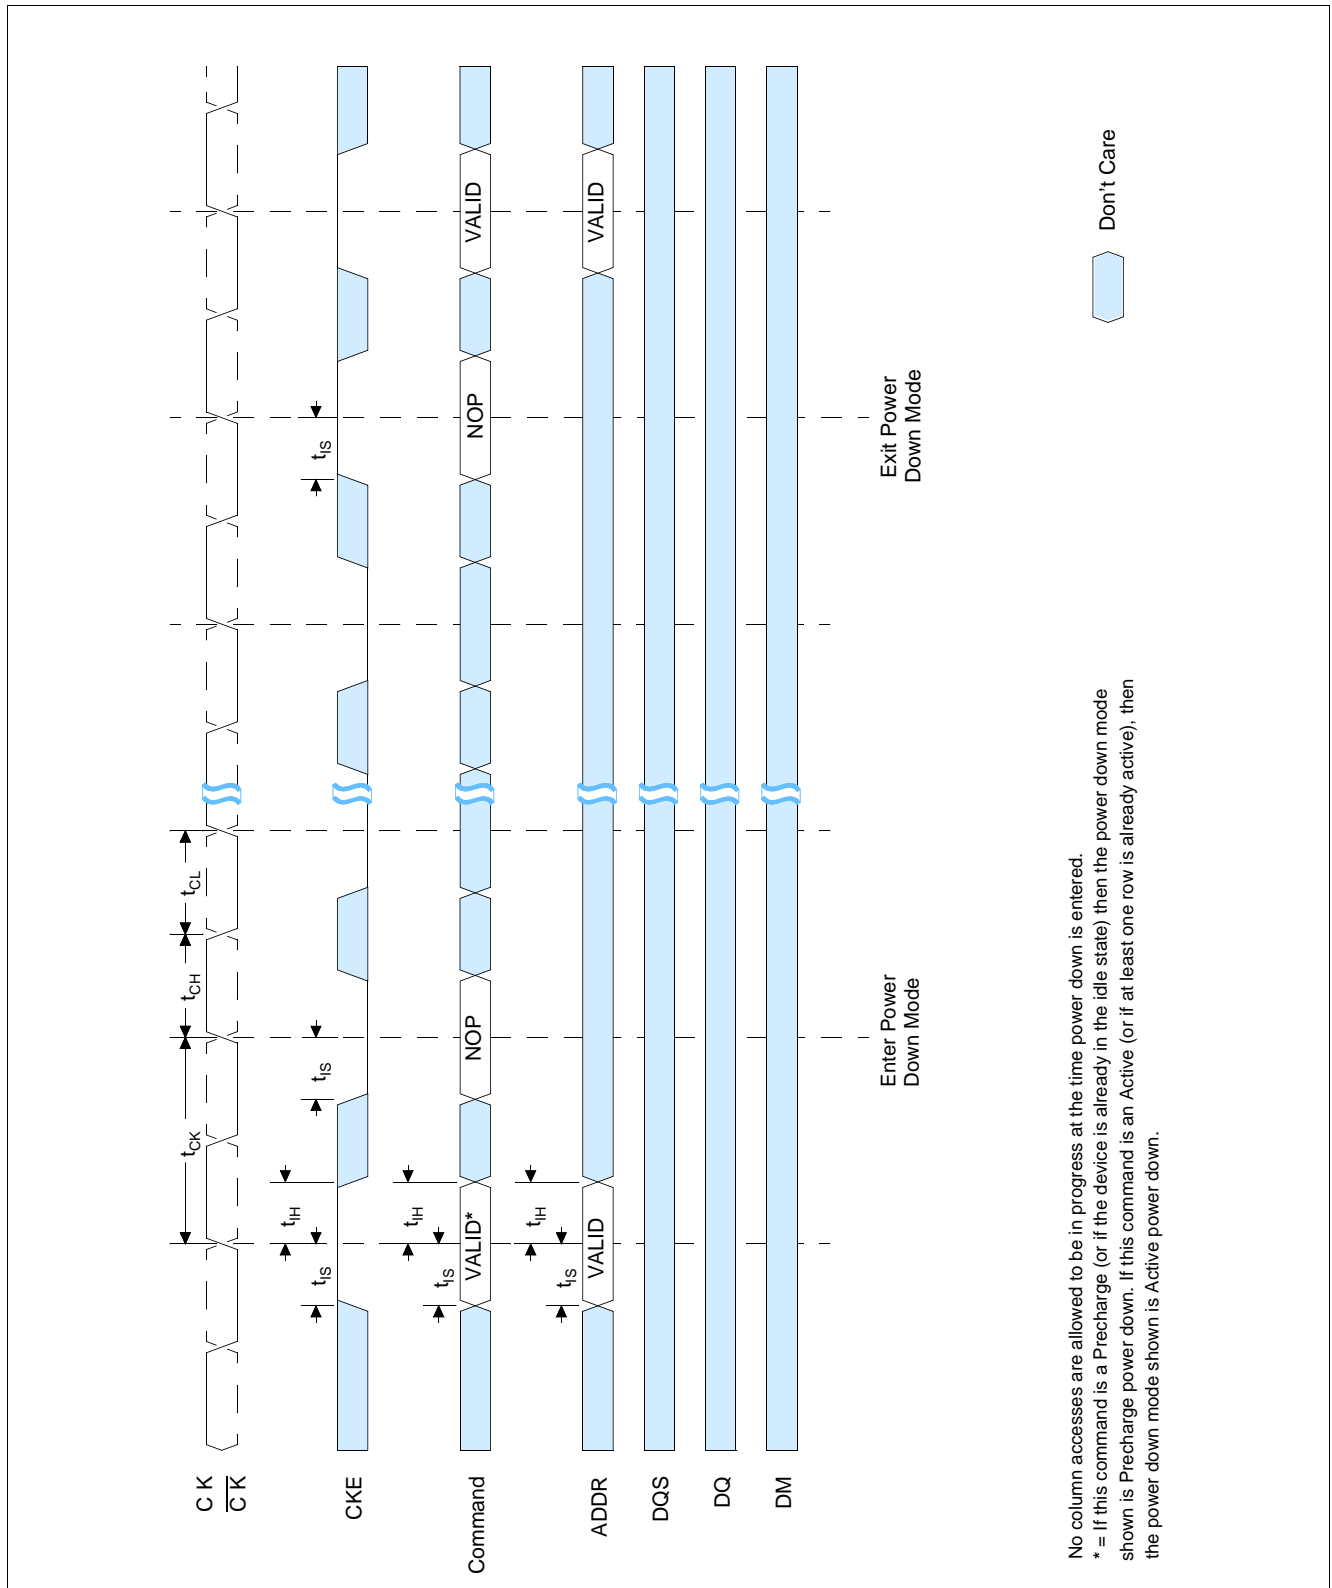 tCK
tCH
tCL
C K
C K
tIS
tIH
tIS
tIS
CKE
tIS
tIH
Command
VALID*
NOP
NOP
VALID
tIS
tIH
ADDR
VALID
VALID
DQS
DQ
DM
Enter Power
Down Mode
Exit Power
Down Mode
No column accesses are allowed to be in progress at the time power down is entered.
* = If this command is a Precharge (or if the device is already in the idle state) then the power down mode
shown is Precharge power down. If this command is an Active (or if at least one row is already active), then
the power down mode shown is Active power down.
Don't Care